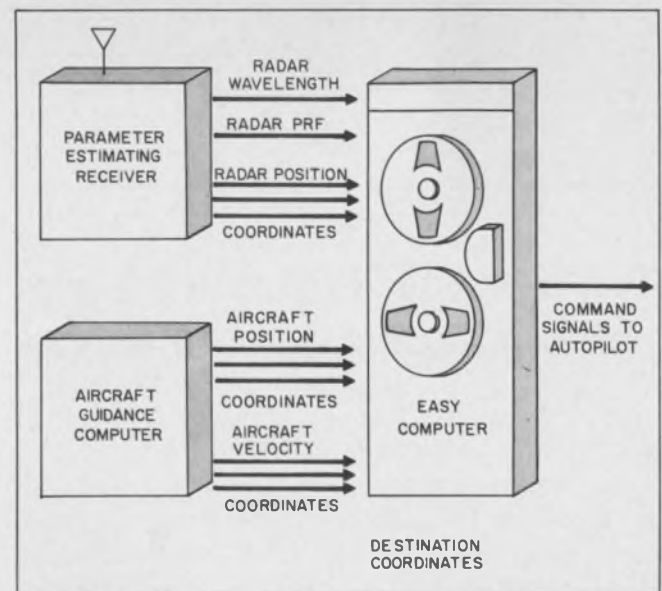 PARAMETER
ESTIMATING
RECEIVER
RADAR
WAVELENGTH
RADAR PRF
RADAR POSITION
COORDINATES
AIRCRAFT
GUIDANCE
COMPUTER
AIRCRAFT
POSITION
COORDINATES
AIRCRAFT
VELOCITY
COORDINATES
EASY
COMPUTER
COMMAND
SIGNALS TO
AUTOPILOT
DESTINATION
COORDINATES